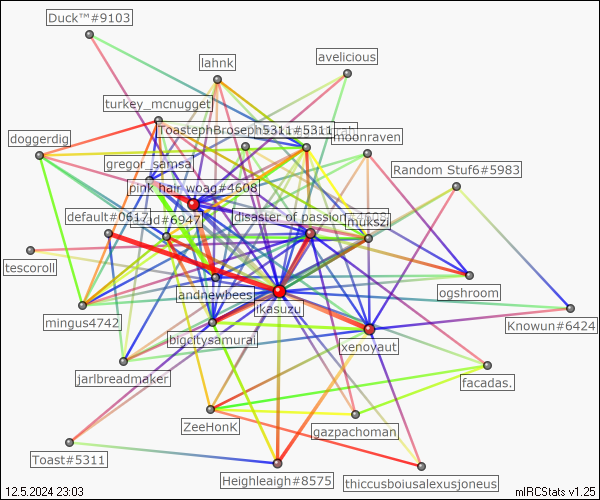 Duck™#9103
avelicious
lahnk
turkey_mcnugget
ToastephBroseph5311#5311
moonraven
doggerdig
gregor_samsa
Random Stuf6#5983
pink hair woag#4608
default#0617
disaster of passion
mukszi
tescoroll
andnewbees
ikasuzu
ogshroom
mingus4742
Knowun#6424
bigcitysamurai
xenoyaut
jarlbreadmaker
facadas.
ZeeHonK
gazpachoman
Toast#5311
Heighleaigh#8575
thiccusboiusalexusjoneus
12.5.2024 23:03
mIRCStats v1.25